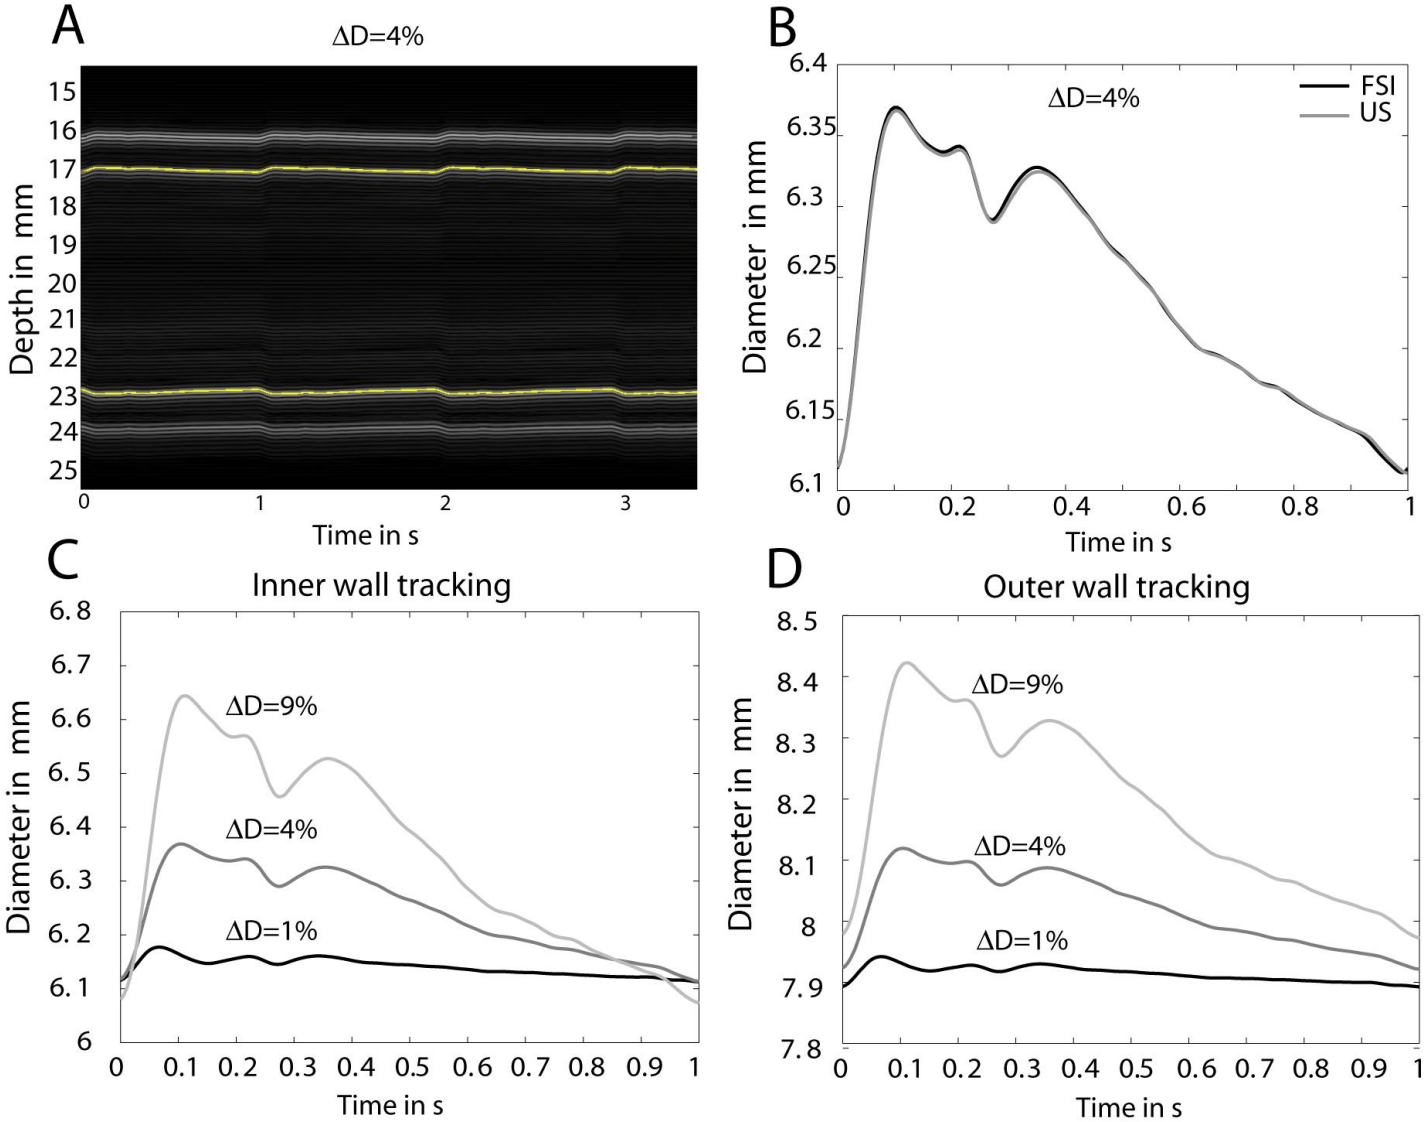 A
ΔD=4%
Depth in mm
15
16
17
18
19
20
21
22
23
24
25
0 1 2 3
Time in s
B
ΔD=4%
FSI
US
Diameter in mm
6.4
6.35
6.3
6.25
6.2
6.15
6.1
0 0.2 0.4 0.6 0.8 1
Time in s
C
Inner wall tracking
Diameter in mm
6.8
6.7
6.6
6.5
6.4
6.3
6.2
6.1
6
ΔD=9%
ΔD=4%
ΔD=1%
0 0.1 0.2 0.3 0.4 0.5 0.6 0.7 0.8 0.9 1
Time in s
D
Outer wall tracking
Diameter in mm
8.5
8.4
8.3
8.2
8.1
8
7.9
7.8
ΔD=9%
ΔD=4%
ΔD=1%
0 0.1 0.2 0.3 0.4 0.5 0.6 0.7 0.8 0.9 1
Time in s